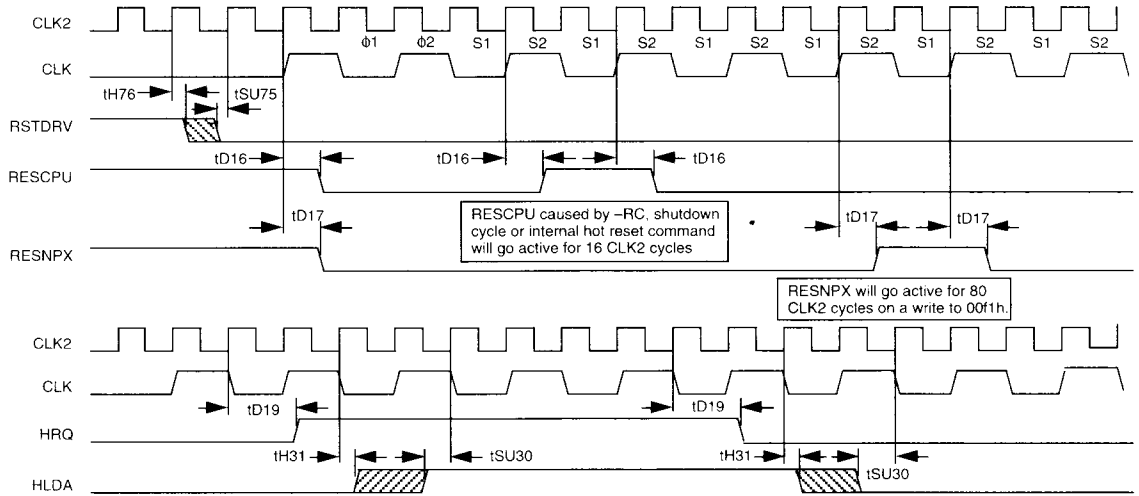 CLK2
φ1 φ2 S1 S2 S1 S2 S1 S2 S1 S2 S1 S2 S1 S2
CLK
tH76 tSU75
RSTDRV
tD16 tD16 tD16
RESCPU
tD17 RESCPU caused by –RC, shutdown tD17 tD17
cycle or internal hot reset command
will go active for 16 CLK2 cycles
RESNPX
RESNPX will go active for 80
CLK2 cycles on a write to 00f1h.
CLK2
CLK
tD19 tD19
HRQ
tH31 tSU30 tH31 tSU30
HLDA